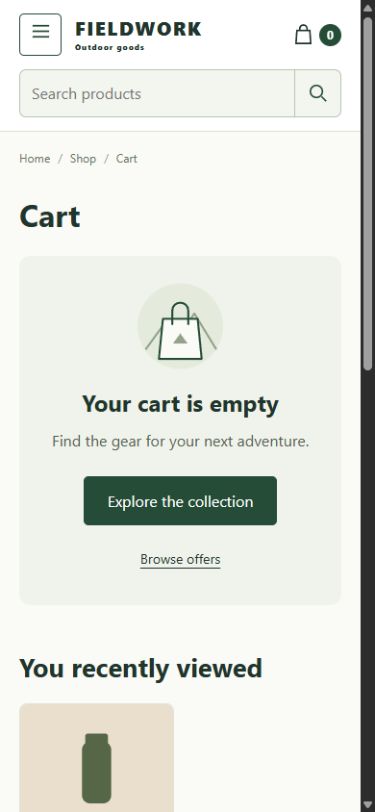 FIELDWORK
Outdoor goods
0
Search products
Home / Shop / Cart
Cart
Your cart is empty
Find the gear for your next adventure.
Explore the collection
Browse offers
You recently viewed